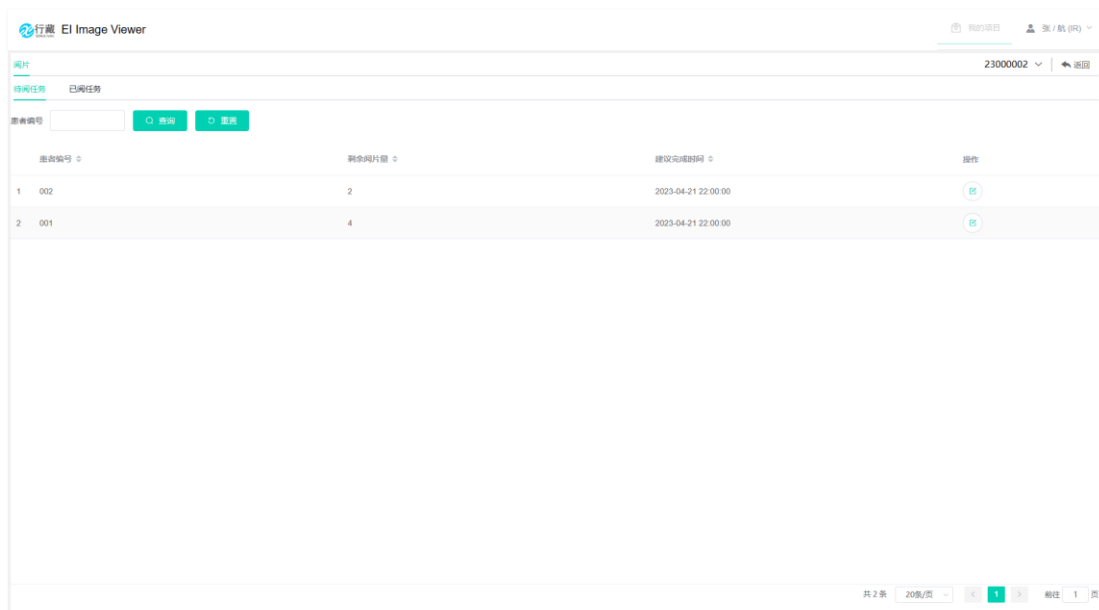 行藏 EI Image Viewer 我的项目 张 / 航 (IR)
阅片 23000002 返回
待阅任务 已阅任务
患者编号 查询 重置
患者编号 剩余阅片量 建议完成时间 操作
1 002 2 2023-04-21 22:00:00
2 001 4 2023-04-21 22:00:00
共 2 条 20条/页 1 前往 1 页